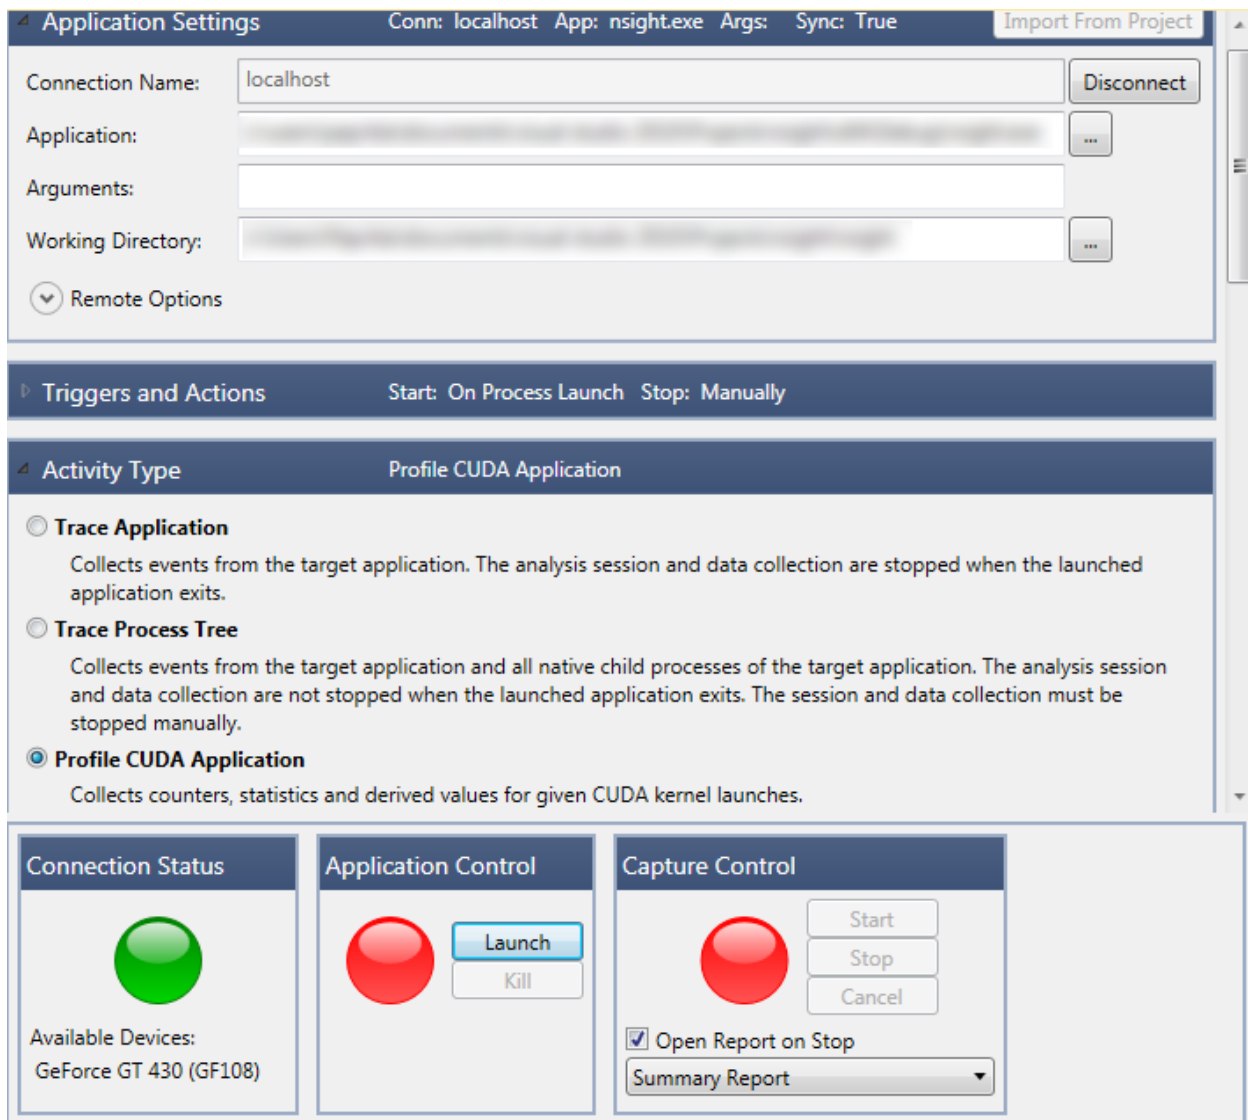 Application Settings Conn: localhost App: nsight.exe Args: Sync: True Import From Project
Connection Name: localhost Disconnect
Application: ...
Arguments:
Working Directory: ...
Remote Options
Triggers and Actions Start: On Process Launch Stop: Manually
Activity Type Profile CUDA Application
Trace Application
Collects events from the target application. The analysis session and data collection are stopped when the launched
application exits.
Trace Process Tree
Collects events from the target application and all native child processes of the target application. The analysis session
and data collection are not stopped when the launched application exits. The session and data collection must be
stopped manually.
Profile CUDA Application
Collects counters, statistics and derived values for given CUDA kernel launches.
Connection Status
Available Devices:
GeForce GT 430 (GF108)
Application Control
Launch
Kill
Capture Control
Start
Stop
Cancel
Open Report on Stop
Summary Report